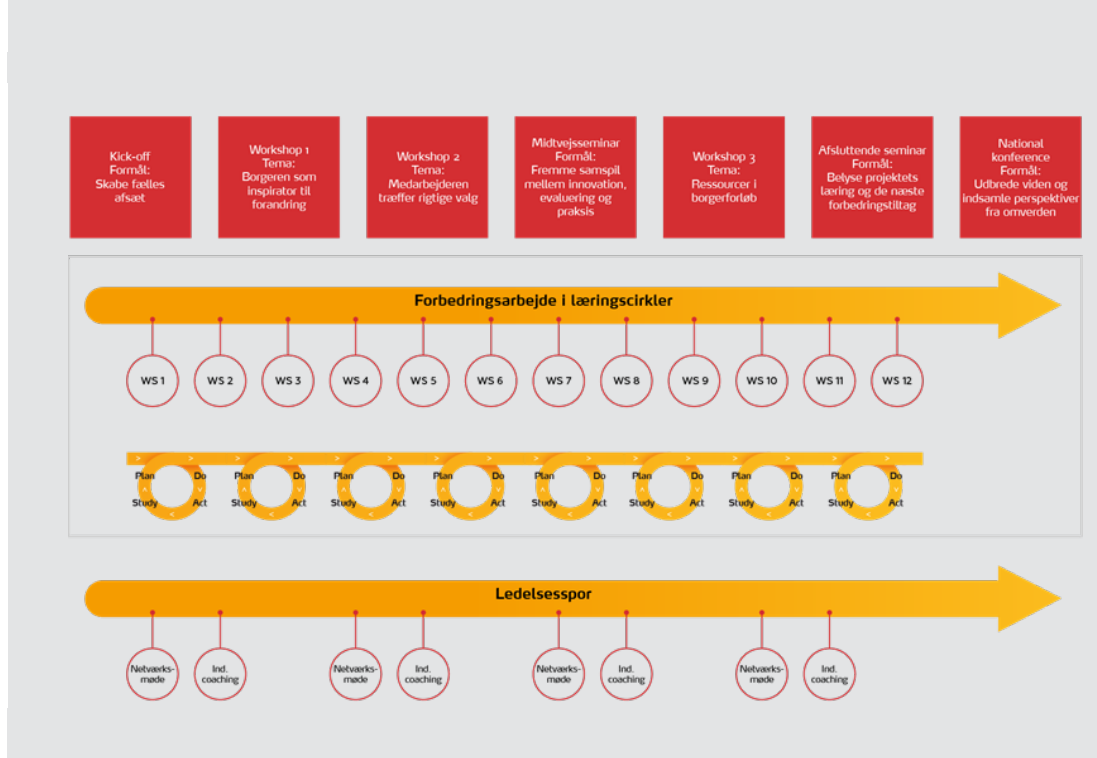 Kick-off
Formål:
Skabe fælles
afsæt
Workshop 1
Tema:
Borgeren som
inspirator til
forandring
Workshop 2
Tema:
Medarbejderen
træffer rigtige valg
Midtvejsseminar
Formål:
Fremme samspil
mellem innovation,
evaluering og
praksis
Workshop 3
Tema:
Ressourcer i
borgerforløb
Afsluttende seminar
Formål:
Belyse projektets
læring og de næste
forbedringstiltag
National
konference
Formål:
Udbrede viden og
indsamle perspektiver
fra omverden
Forbedringsarbejde i læringscirkler
WS 1
WS 2
WS 3
WS 4
WS 5
WS 6
WS 7
WS 8
WS 9
WS 10
WS 11
WS 12
Plan Do
Study Act
Plan Do
Study Act
Plan Do
Study Act
Plan Do
Study Act
Plan Do
Study Act
Plan Do
Study Act
Plan Do
Study Act
Plan Do
Study Act
Ledelsesspor
Netværks-
møde
Ind.
coaching
Netværks-
møde
Ind.
coaching
Netværks-
møde
Ind.
coaching
Netværks-
møde
Ind.
coaching